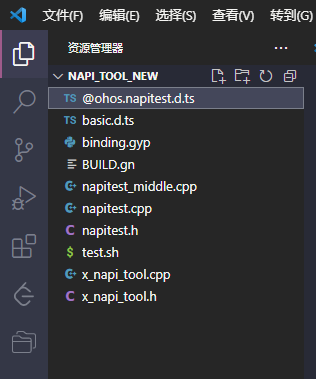 文件(F) 编辑(E) 选择(S) 查看(V) 转到(G)
资源管理器
NAPI_TOOL_NEW
TS @ohos.napitest.d.ts
TS basic.d.ts
binding.gyp
BUILD.gn
napitest_middle.cpp
napitest.cpp
C napitest.h
$ test.sh
x_napi_tool.cpp
C x_napi_tool.h